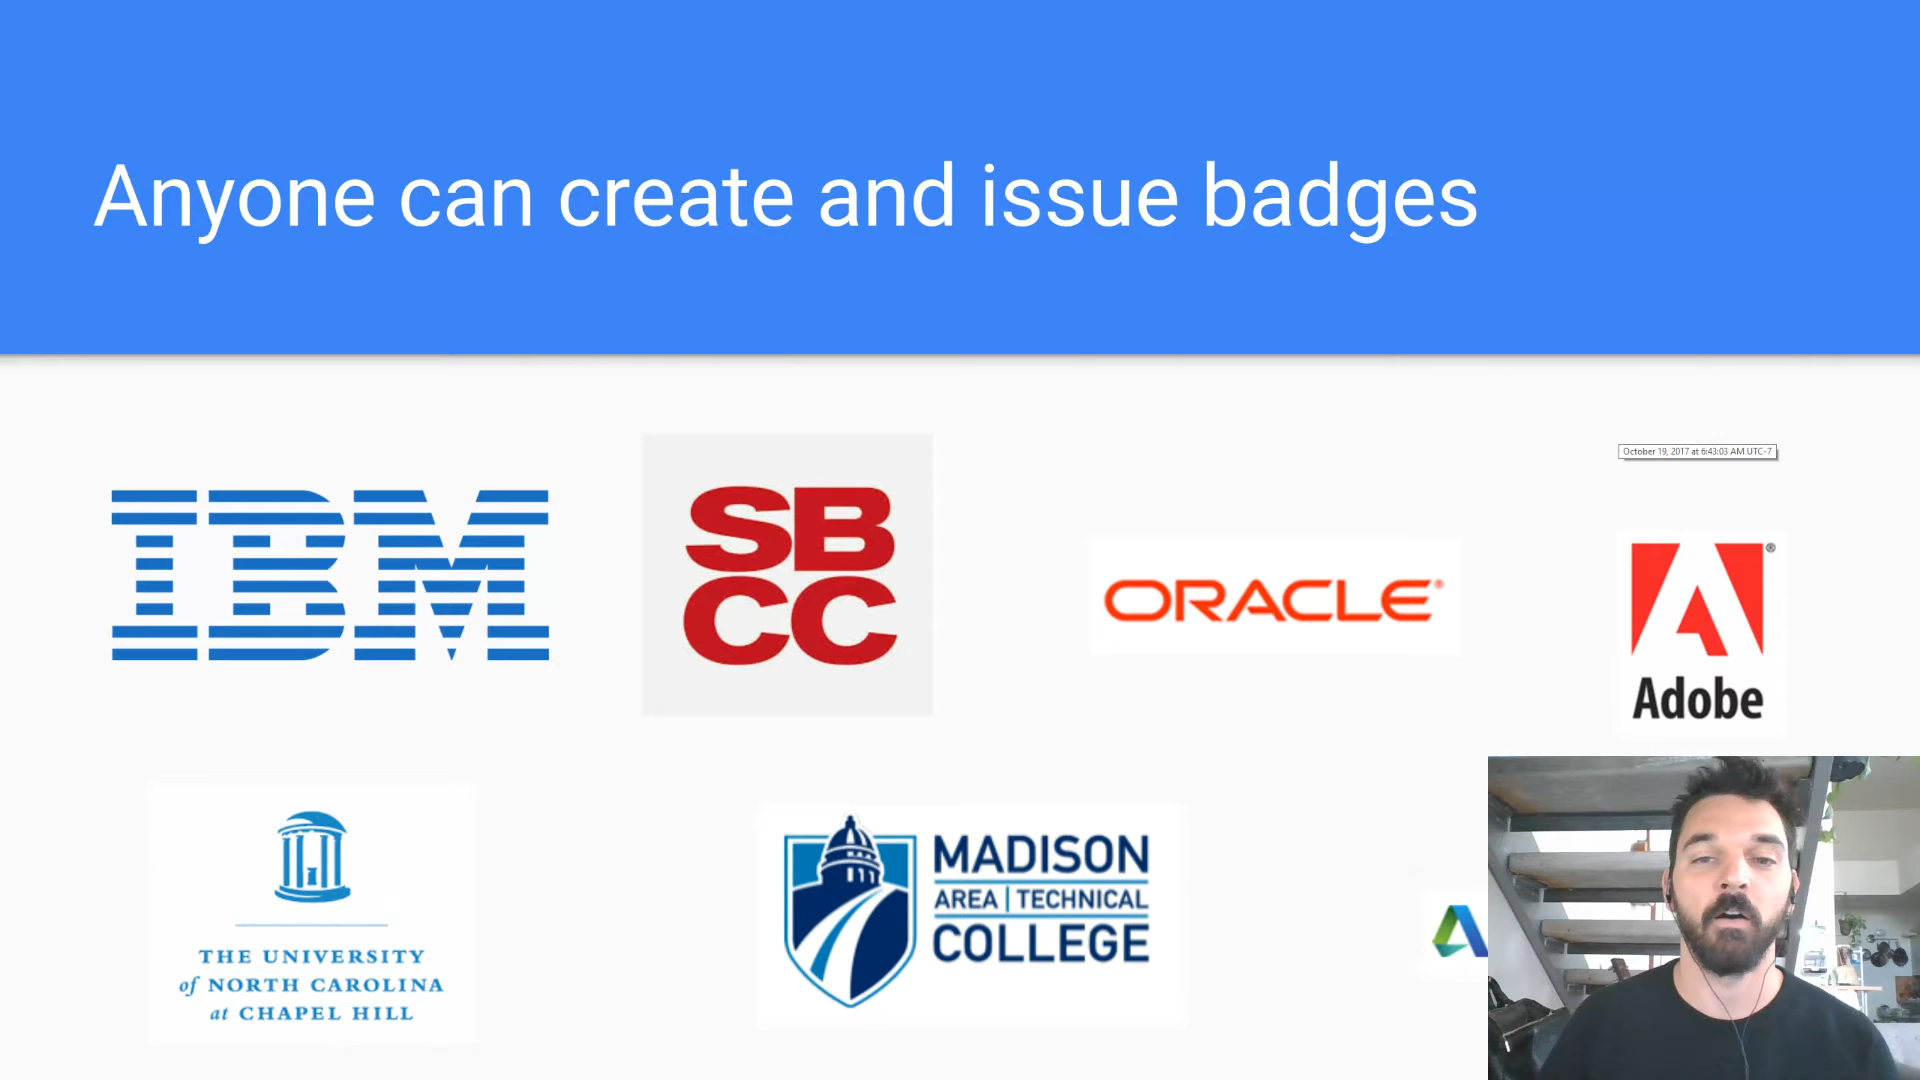 Anyone can create and issue badges
October 19, 2017 at 6:43:03 AM UTC-7
IBM
SB
CC
ORACLE®
®
Adobe
THE UNIVERSITY
of NORTH CAROLINA
at CHAPEL HILL
MADISON
AREA | TECHNICAL
COLLEGE